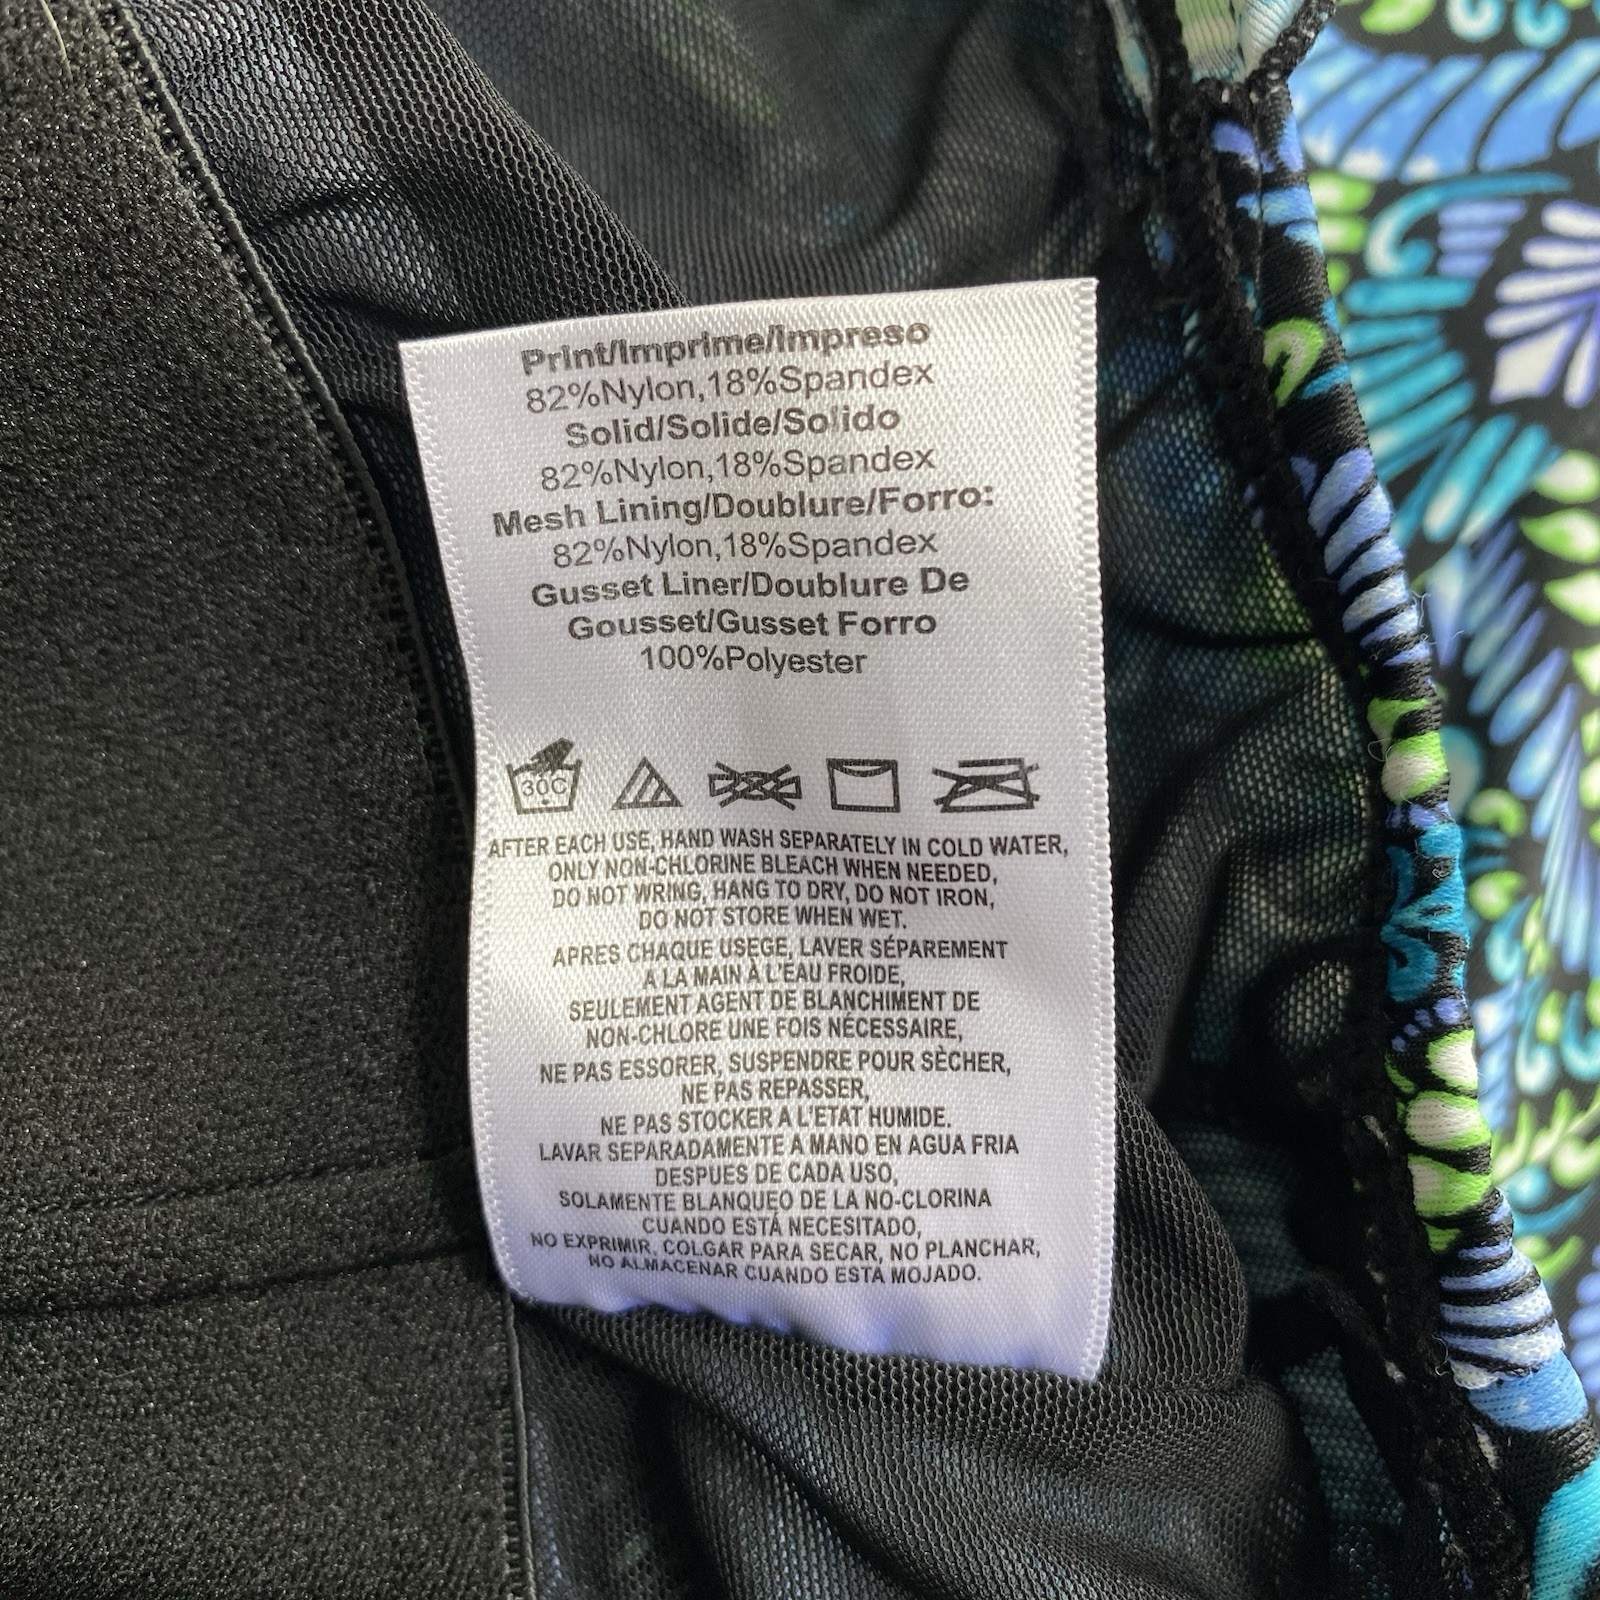 Print/Imprime/Impreso
82%Nylon,18%Spandex
Solid/Solide/Solido
82%Nylon,18%Spandex
Mesh Lining/Doublure/Forro:
82%Nylon,18%Spandex
Gusset Liner/Doublure De
Gousset/Gusset Forro
100%Polyester
30C
AFTER EACH USE, HAND WASH SEPARATELY IN COLD WATER,
ONLY NON-CHLORINE BLEACH WHEN NEEDED,
DO NOT WRING, HANG TO DRY, DO NOT IRON,
DO NOT STORE WHEN WET.
APRES CHAQUE USEGE, LAVER SÉPAREMENT
A LA MAIN À L'EAU FROIDE,
SEULEMENT AGENT DE BLANCHIMENT DE
NON-CHLORE UNE FOIS NÉCESSAIRE,
NE PAS ESSORER, SUSPENDRE POUR SÈCHER,
NE PAS REPASSER,
NE PAS STOCKER A L'ETAT HUMIDE.
LAVAR SEPARADAMENTE A MANO EN AGUA FRIA
DESPUES DE CADA USO,
SOLAMENTE BLANQUEO DE LA NO-CLORINA
CUANDO ESTÁ NECESITADO,
NO EXPRIMIR, COLGAR PARA SECAR, NO PLANCHAR,
NO ALMACENAR CUANDO ESTA MOJADO.